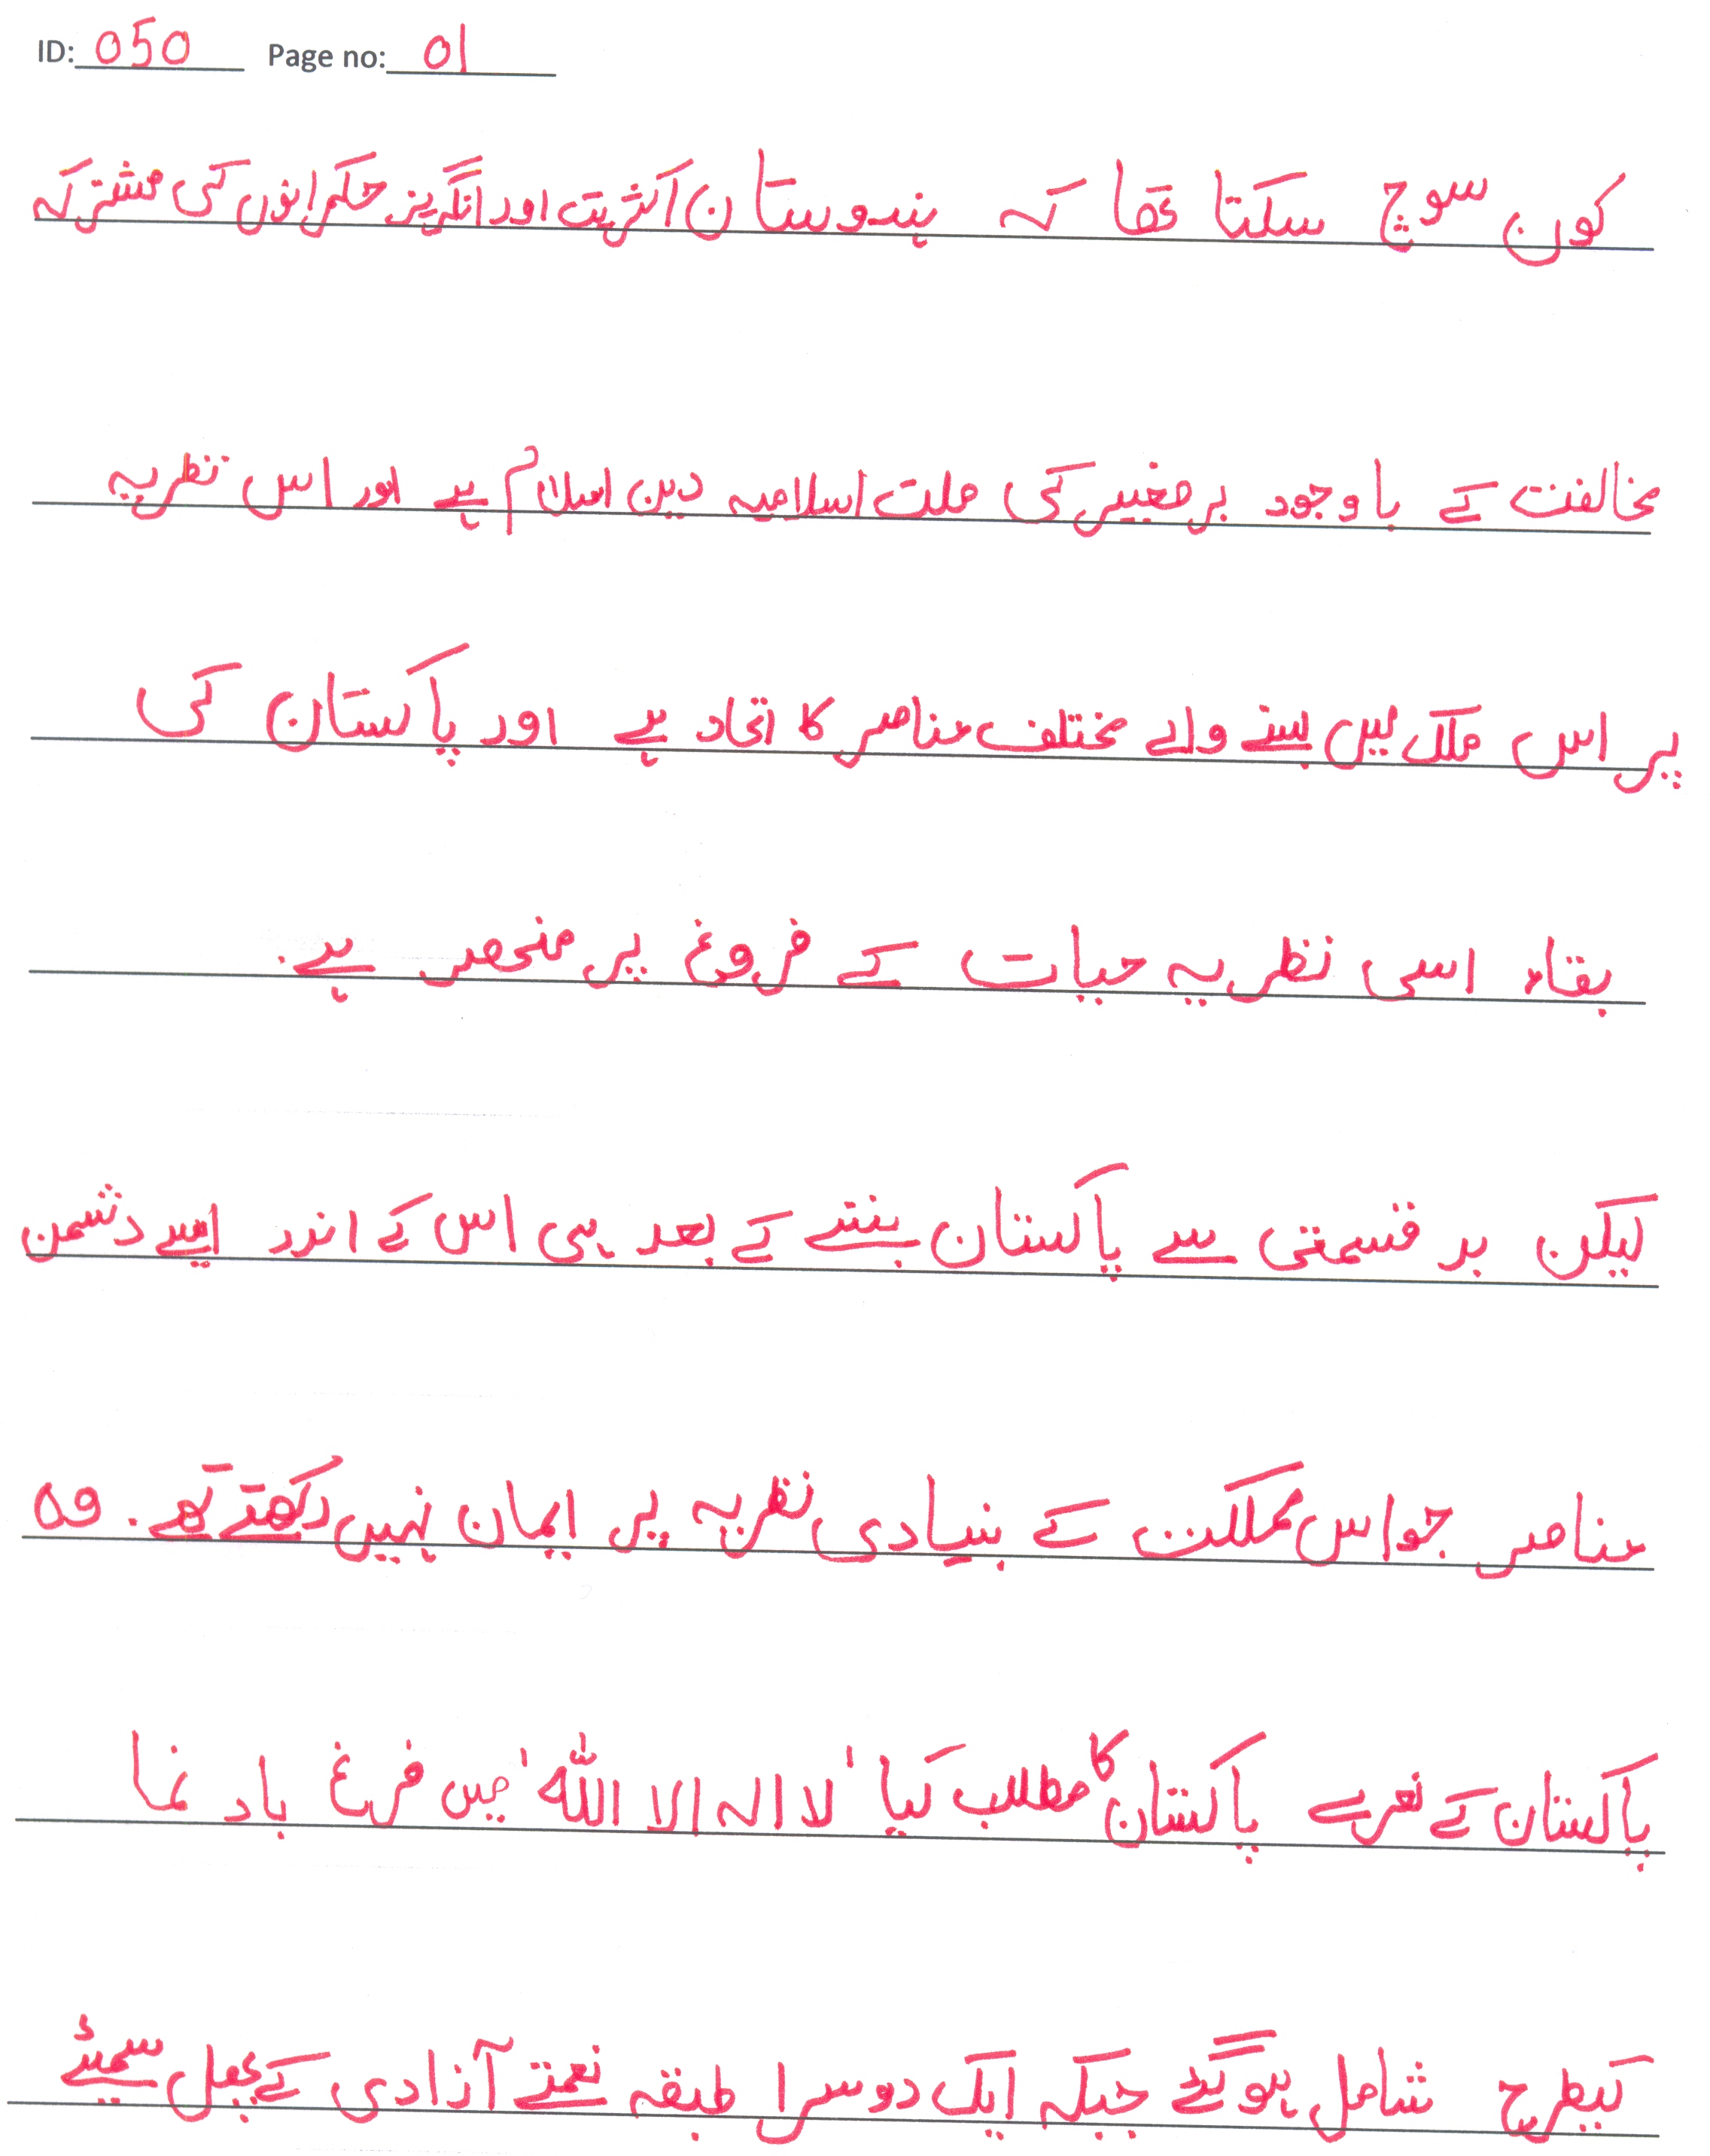 ID: 050 Page no: 01
کون سوچ سکتا تھا کہ ہندوستان اکثریت اور انگریز حکمرانوں کی مشترکہ
مخالفت کے باوجود برصغیر کی ملت اسلامیہ دین اسلام ہے اور اس نظریہ
پر اس ملک میں بسنے والے مختلف عناصر کا اتحاد ہے اور پاکستان کی
بقاء اسی نظریہ حیات کے فروغ پر منحصر ہے.
لیکن بد قسمتی سے پاکستان بننے کے بعد ہی اس کے اندر ایسے دشمن
عناصر جو اس مملکت کے بنیادی نظریہ پر ایمان نہیں رکھتے تھے. وہ
پاکستان کے نعرے پاکستان کا مطلب کیا 'لا الہ الا اللہ' میں فرغ باد نما
کیطرح شامل ہوگئے جبکہ ایک دوسرا طبقہ نعمتے آزادی کے پھل سمیٹے